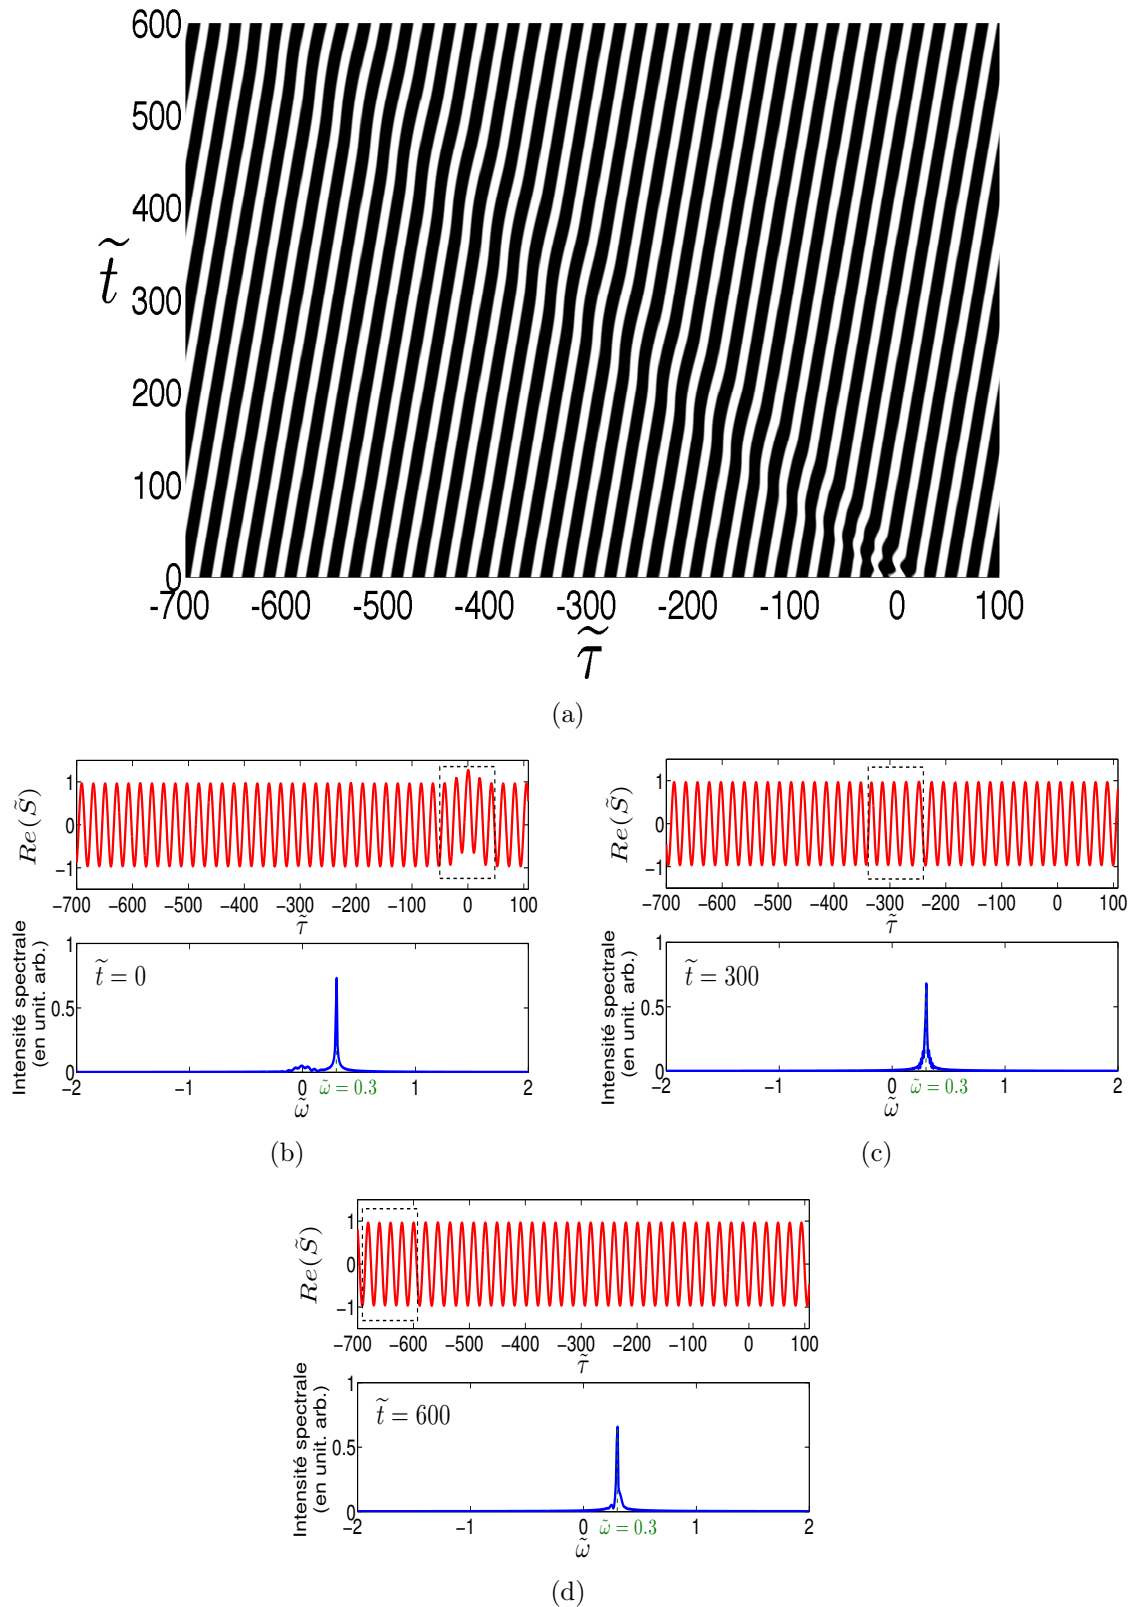 600
500
400
300
200
100
0
t̃
-700 -600 -500 -400 -300 -200 -100 0 100
τ̃
(a)
Re(S̃)
1
0
−1
−700 −600 −500 −400 −300 −200 −100 0 100
τ̃
Intensité spectrale
(en unit. arb.)
1
0.5
0
t̃ = 0
−2 −1 0 1 2
ω̃ = 0.3
ω̃
(b)
Re(S̃)
1
0
−1
−700 −600 −500 −400 −300 −200 −100 0 100
τ̃
Intensité spectrale
(en unit. arb.)
1
0.5
0
t̃ = 300
−2 −1 0 1 2
ω̃ = 0.3
ω̃
(c)
Re(S̃)
1
0
−1
−700 −600 −500 −400 −300 −200 −100 0 100
τ̃
Intensité spectrale
(en unit. arb.)
1
0.5
0
t̃ = 600
−2 −1 0 1 2
ω̃ = 0.3
ω̃
(d)